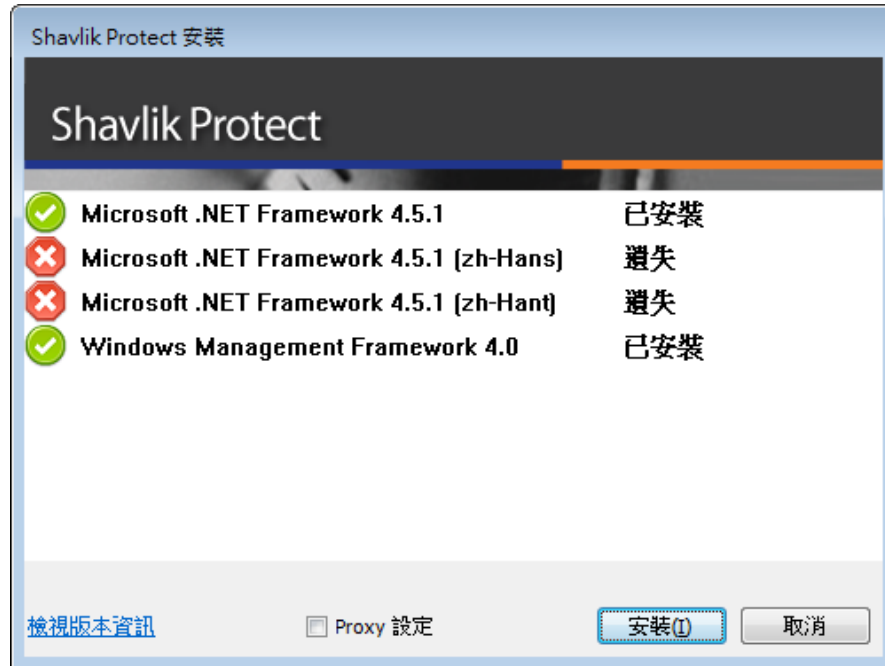 Shavlik Protect 安裝
Shavlik Protect
Microsoft .NET Framework 4.5.1 已安裝
Microsoft .NET Framework 4.5.1 (zh-Hans) 遺失
Microsoft .NET Framework 4.5.1 (zh-Hant) 遺失
Windows Management Framework 4.0 已安裝
檢視版本資訊 Proxy 設定 安裝(I) 取消